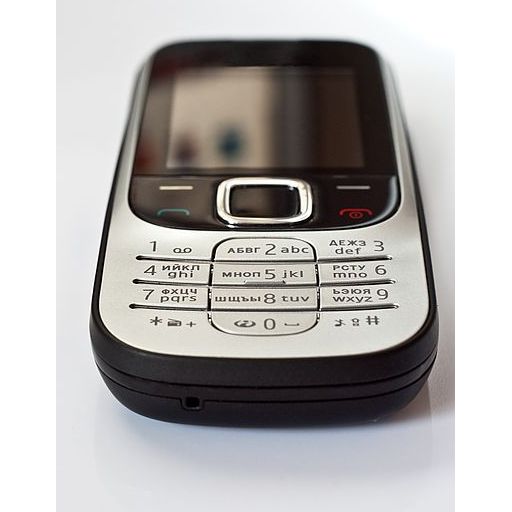 1 АБВГ 2 abc ДЕЖЗ 3 def
4 ИЙКЛ ghi МНОП 5 jkl РСТУ 6 mno
7 ФХЦЧ pqrs ШЩЪЫ 8 tuv ЬЭЮЯ 9 wxyz
* + 0 #